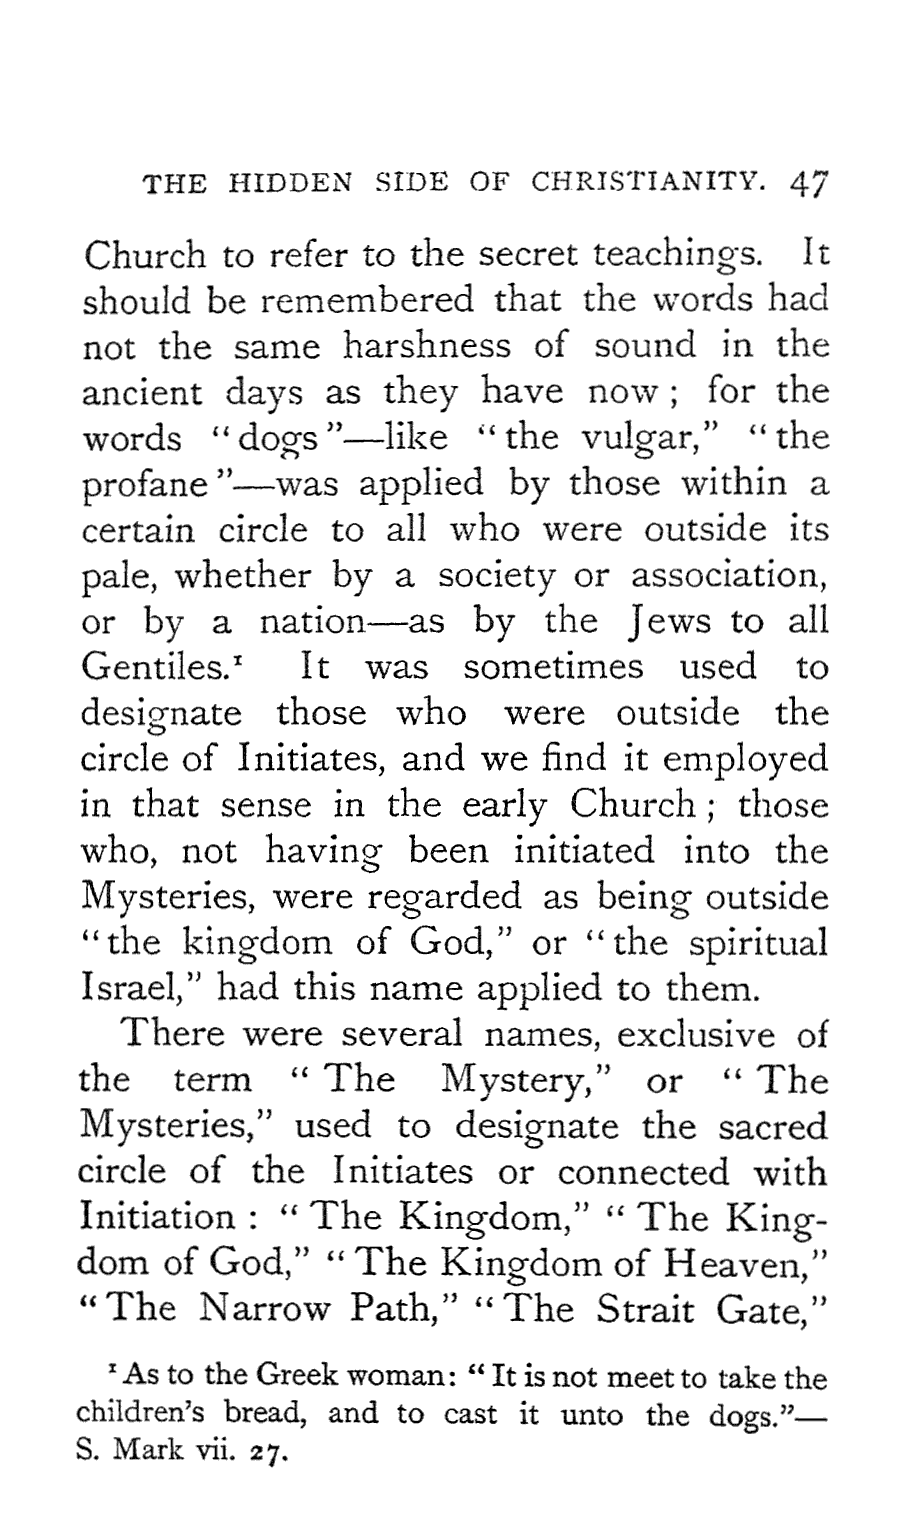 THE HIDDEN SIDE OF CHRISTIANITY. 47
Church to refer to the secret teachings. It
should be remembered that the words had
not the same harshness of sound in the
ancient days as they have now ; for the
words “ dogs ”—like “ the vulgar,” “ the
profane ”—was applied by those within a
certain circle to all who were outside its
pale, whether by a society or association,
or by a nation—as by the Jews to all
Gentiles.¹ It was sometimes used to
designate those who were outside the
circle of Initiates, and we find it employed
in that sense in the early Church ; those
who, not having been initiated into the
Mysteries, were regarded as being outside
“ the kingdom of God,” or “ the spiritual
Israel,” had this name applied to them.
There were several names, exclusive of
the term “ The Mystery,” or “ The
Mysteries,” used to designate the sacred
circle of the Initiates or connected with
Initiation : “ The Kingdom,” “ The King-
dom of God,” “ The Kingdom of Heaven,”
“ The Narrow Path,” “ The Strait Gate,”
¹ As to the Greek woman: “ It is not meet to take the
children’s bread, and to cast it unto the dogs.”—
S. Mark vii. 27.